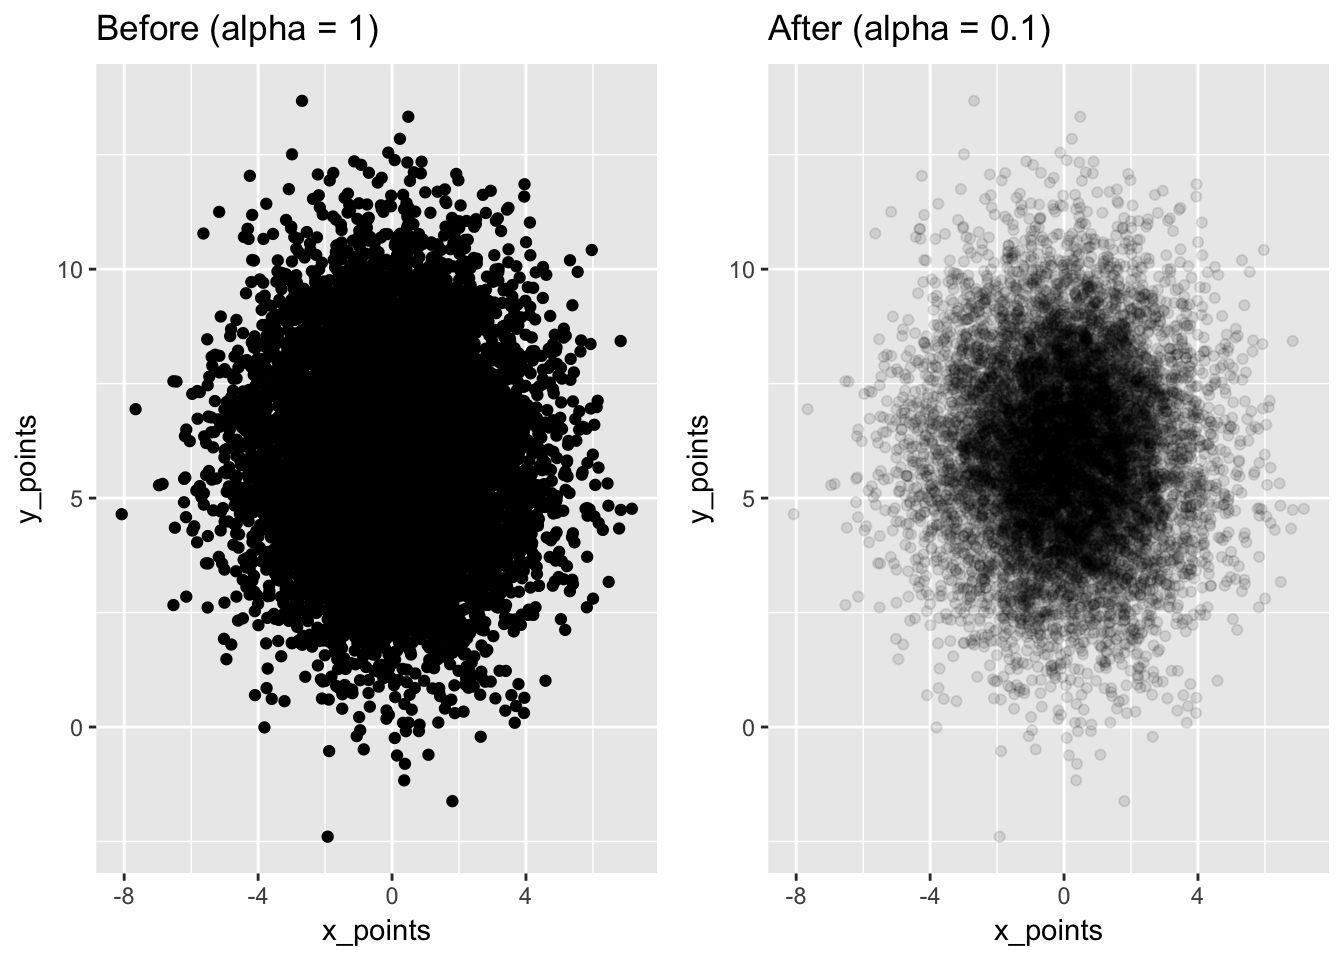 Before (alpha = 1)
10
5
0
y_points
-8 -4 0 4
x_points
After (alpha = 0.1)
10
5
0
y_points
-8 -4 0 4
x_points